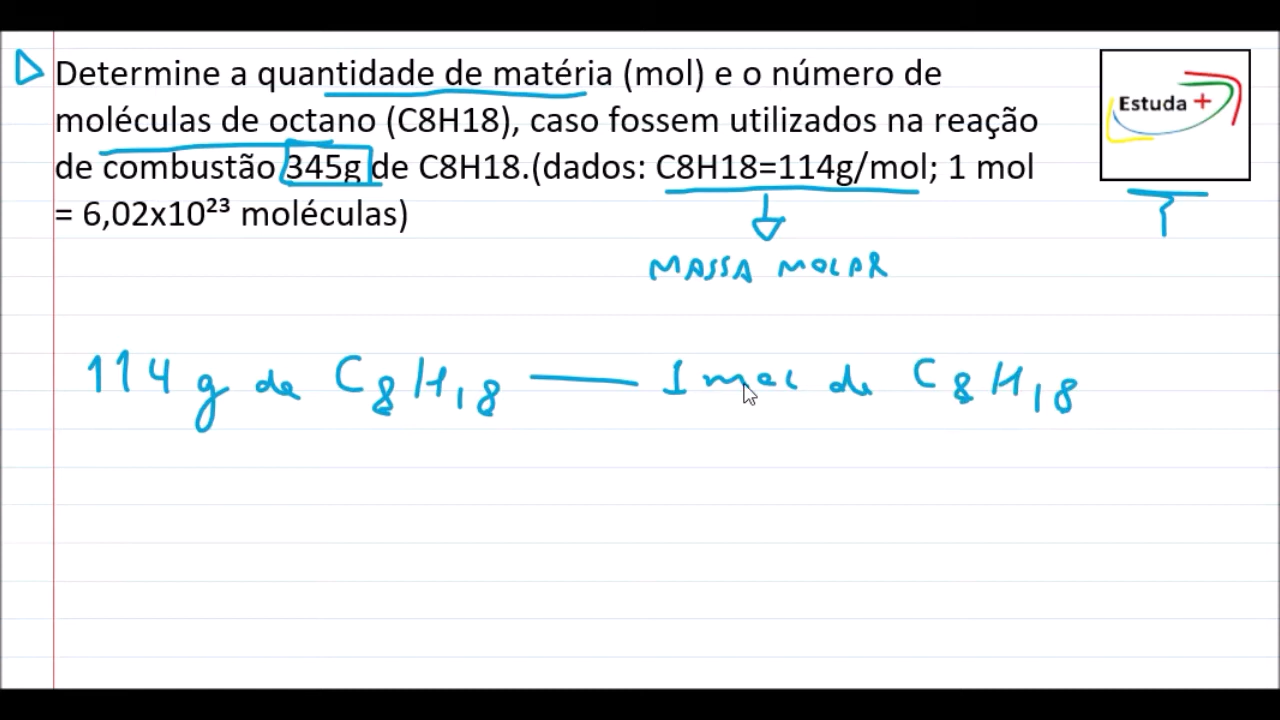 Determine a quantidade de matéria (mol) e o número de
moléculas de octano (C8H18), caso fossem utilizados na reação
de combustão 345g de C8H18.(dados: C8H18=114g/mol; 1 mol
= 6,02x10²³ moléculas)
Estuda +
MASSA MOLAR
114 g de C8H18 — 1 mol de C8H18